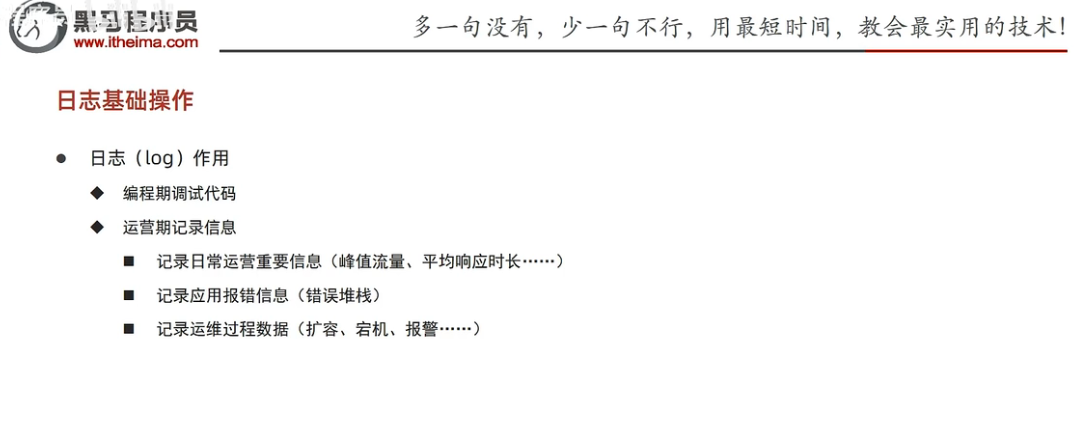 黑马程序员
www.itheima.com
多一句没有，少一句不行，用最短时间，教会最实用的技术！
日志基础操作
● 日志（log）作用
◆ 编程期调试代码
◆ 运营期记录信息
■ 记录日常运营重要信息（峰值流量、平均响应时长……）
■ 记录应用报错信息（错误堆栈）
■ 记录运维过程数据（扩容、宕机、报警……）